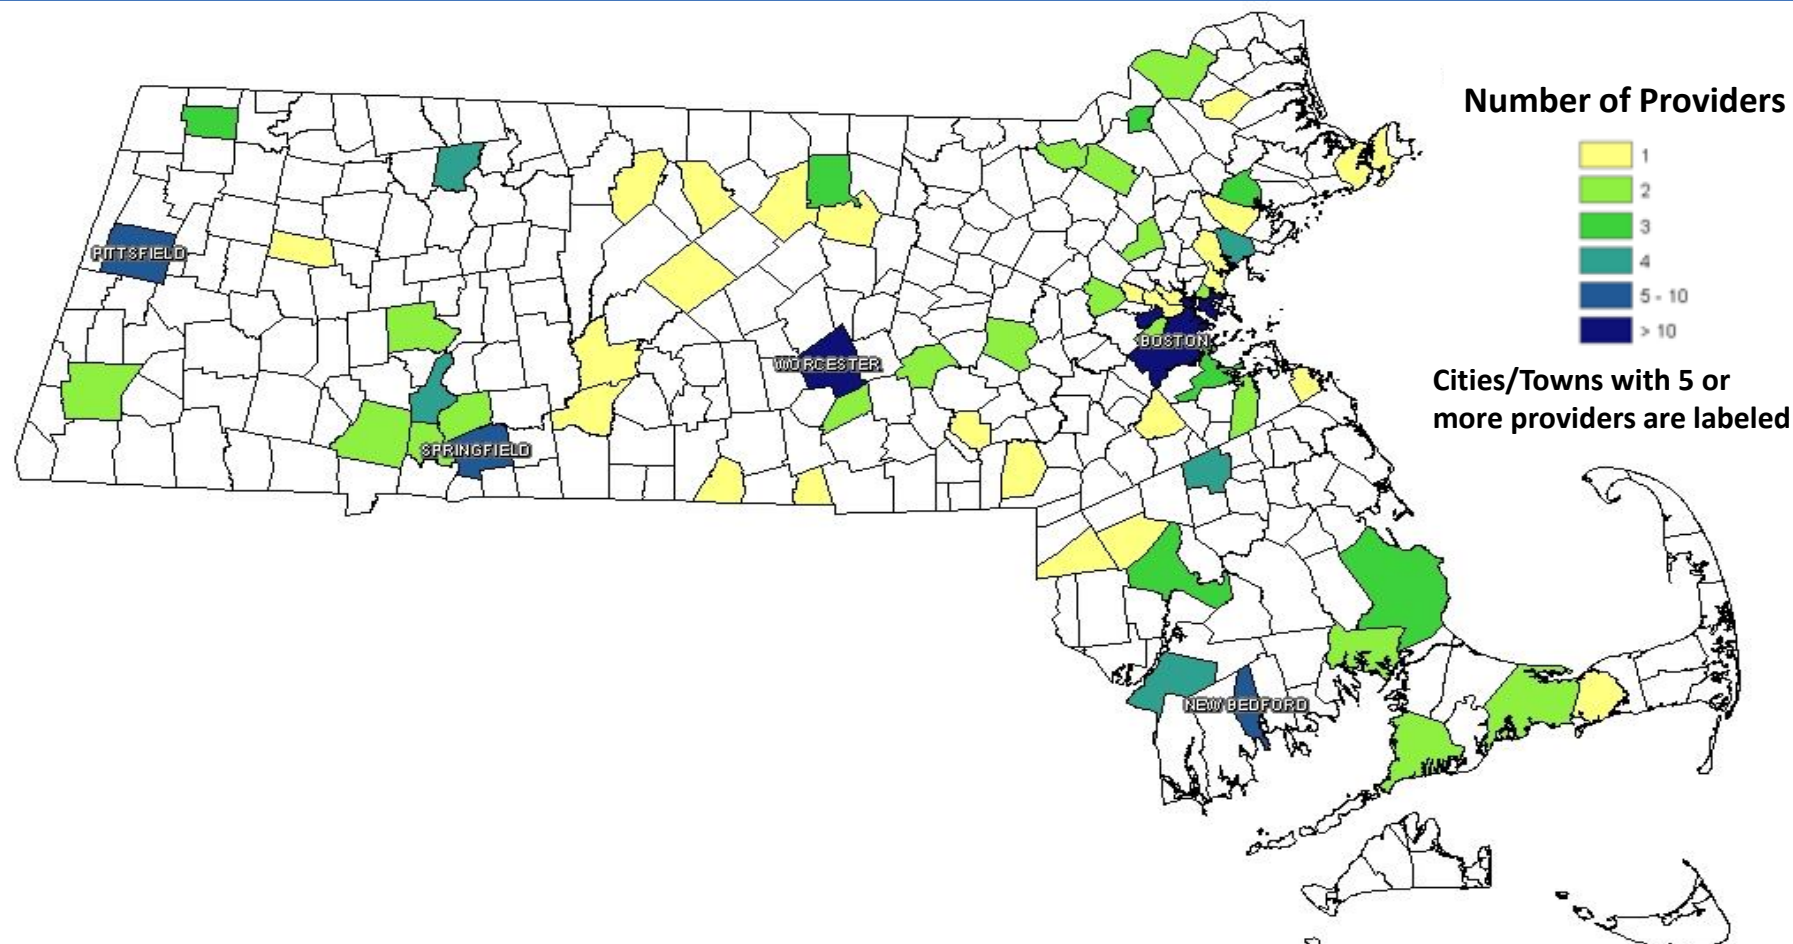 Number of Providers
1
2
3
4
5 - 10
> 10
Cities/Towns with 5 or
more providers are labeled
PITTSFIELD
WORCESTER
BOSTON
SPRINGFIELD
NEW BEDFORD